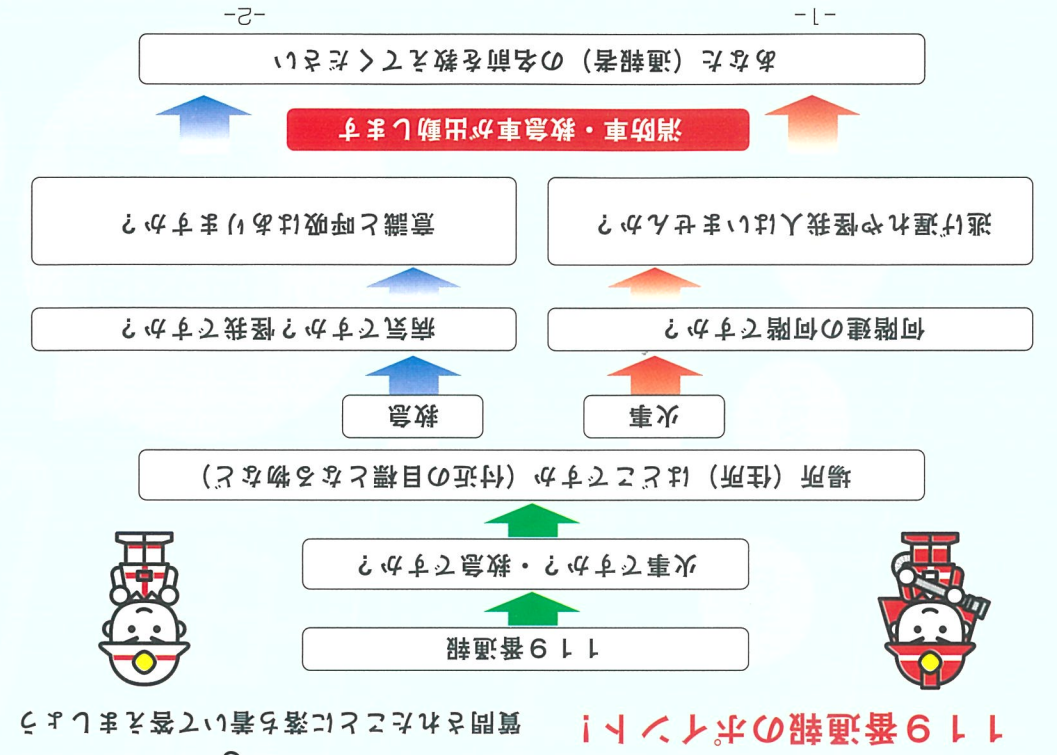 119番通報のポイント！
質問されたことに落ち着いて答えましょう
119番通報
火事ですか？・救急ですか？
場所（住所）はどこですか（付近の目標となる物など）
火事
救急
何階建の何階ですか？
病気ですか？怪我ですか？
逃げ遅れや怪我人はいませんか？
意識と呼吸はありますか？
消防車・救急車が出動します
あなた（通報者）の名前を教えてください
-1-
-2-